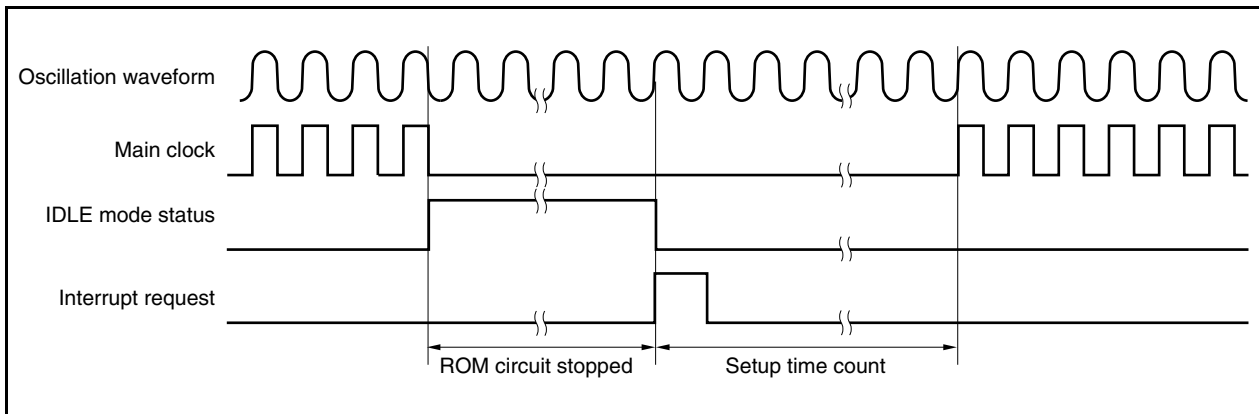 Oscillation waveform
Main clock
IDLE mode status
Interrupt request
ROM circuit stopped
Setup time count